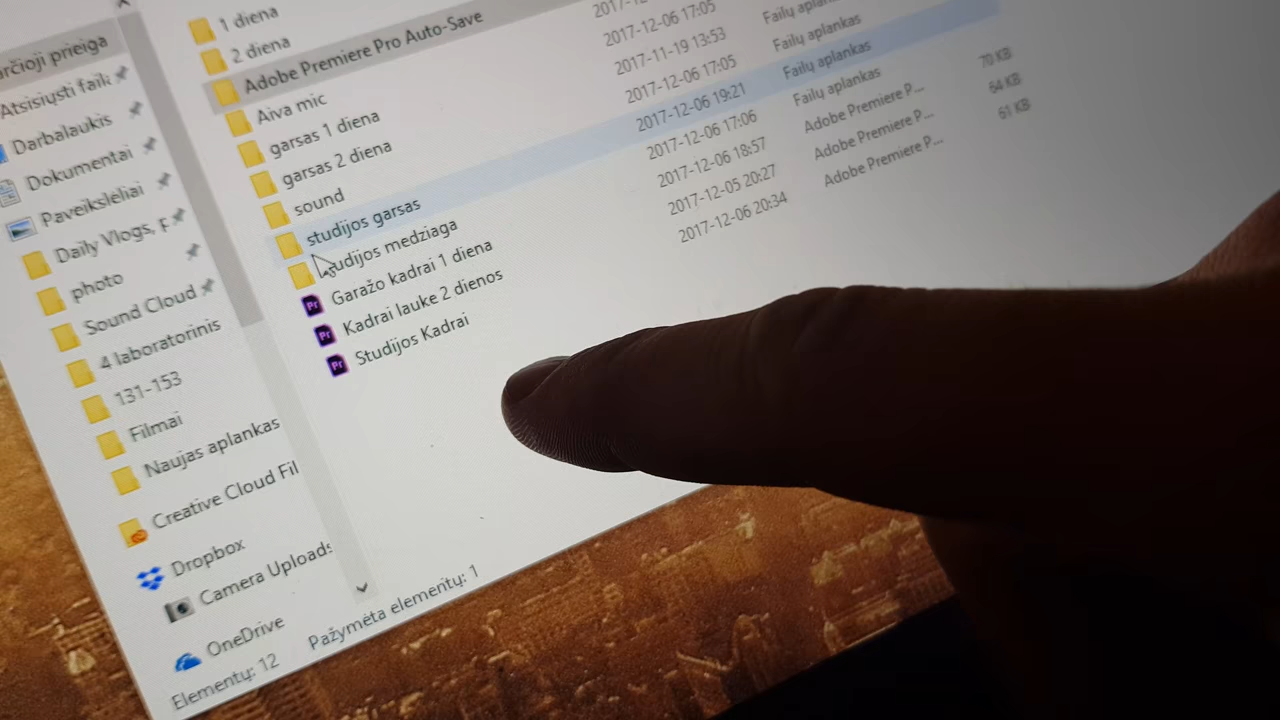 1 diena
2 diena
Adobe Premiere Pro Auto-Save
Aiva mic
garsas 1 diena
garsas 2 diena
sound
studijos garsas
studijos medziaga
Garažo kadrai 1 diena
Kadrai lauke 2 dienos
Studijos Kadrai
2017-12-06 17:05
2017-11-19 13:53
2017-12-06 17:05
2017-12-06 19:21
2017-12-06 17:06
2017-12-06 18:57
2017-12-05 20:27
2017-12-06 20:34
Failų aplankas
Failų aplankas
Failų aplankas
Failų aplankas
Adobe Premiere P...
Adobe Premiere P...
Adobe Premiere P...
70 KB
64 KB
61 KB
prieiga
Atsisiųsti faila
Darbalaukis
Dokumentai
Paveikslėliai
Daily Vlogs, F
photo
Sound Cloud
4 laboratorinis
131-153
Filmai
Naujas aplankas
Creative Cloud Fil
Dropbox
Camera Uploads
OneDrive
Elementų: 12 Pažymėta elementų: 1